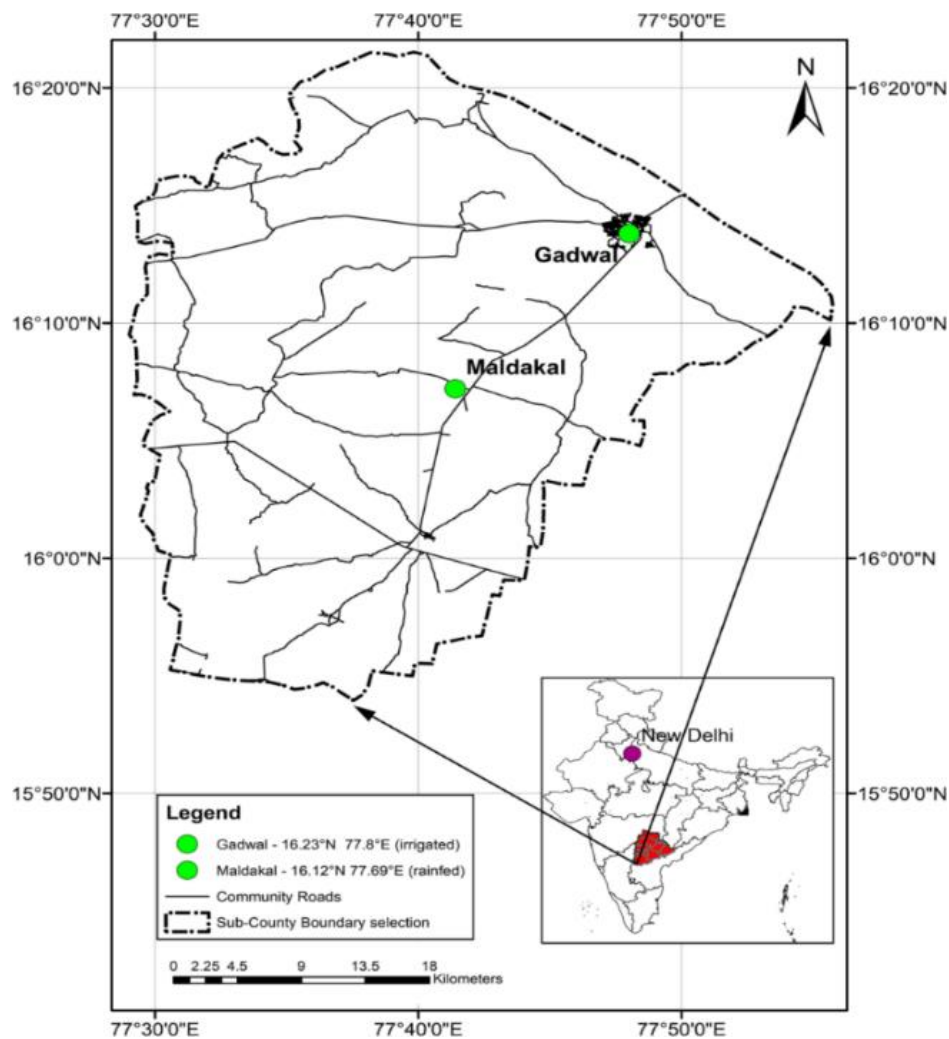 77°30'0"E 77°40'0"E 77°50'0"E
N
16°20'0"N 16°20'0"N
Gadwal
16°10'0"N 16°10'0"N
Maldakal
16°0'0"N 16°0'0"N
New Delhi
15°50'0"N 15°50'0"N
Legend
Gadwal - 16.23°N 77.8°E (irrigated)
Maldakal - 16.12°N 77.69°E (rainfed)
Community Roads
Sub-County Boundary selection
0 2.25 4.5 9 13.5 18
Kilometers
77°30'0"E 77°40'0"E 77°50'0"E